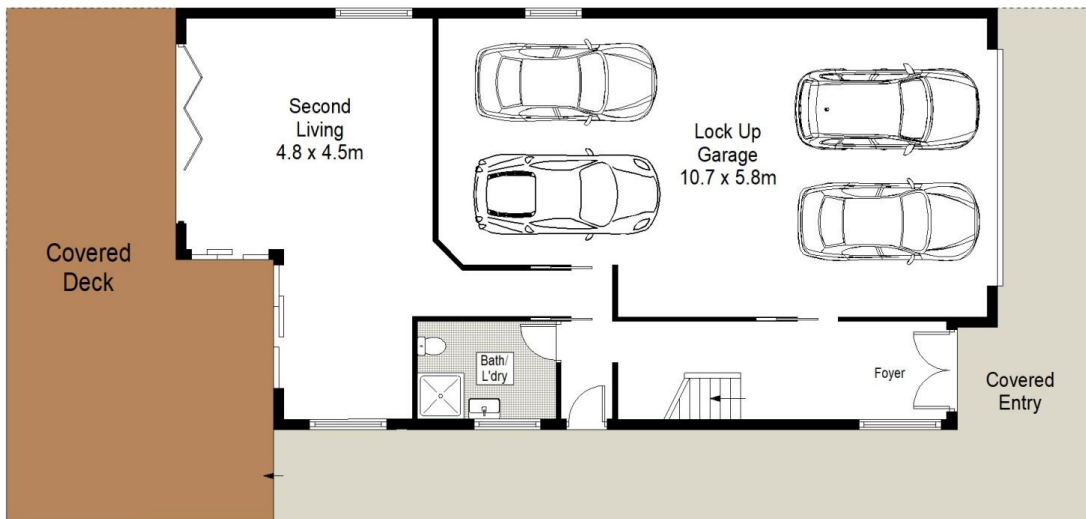 Second
Living
4.8 x 4.5m
Lock Up
Garage
10.7 x 5.8m
Covered
Deck
Bath/
L'dry
Foyer
Covered
Entry